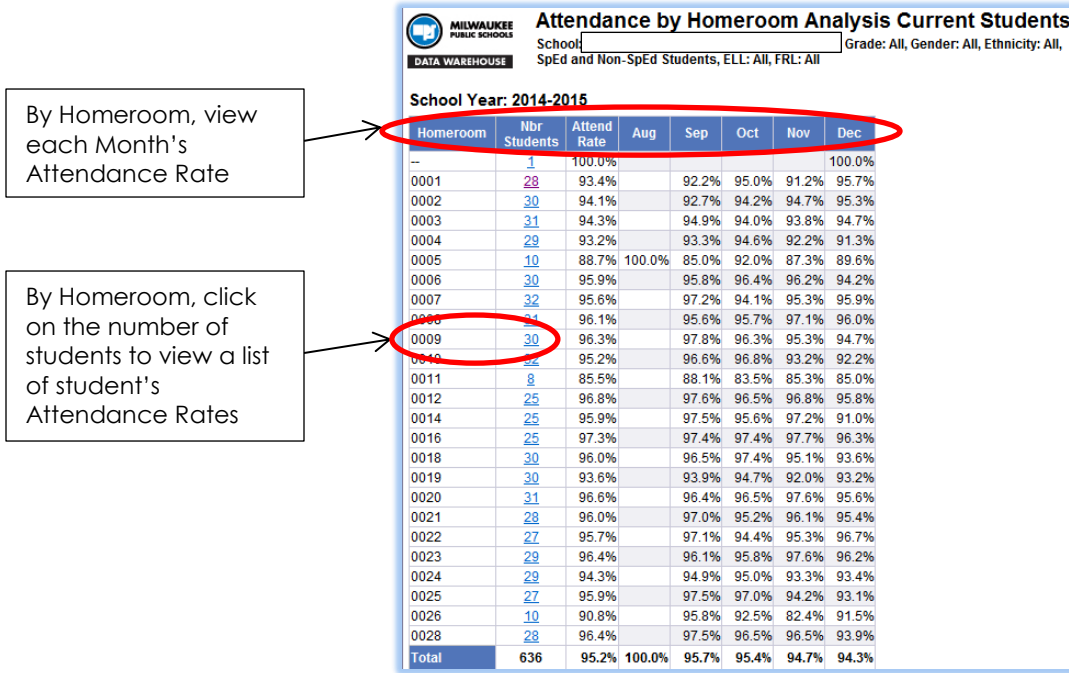 MILWAUKEE
PUBLIC SCHOOLS
DATA WAREHOUSE
Attendance by Homeroom Analysis Current Students
School: Grade: All, Gender: All, Ethnicity: All,
SpEd and Non-SpEd Students, ELL: All, FRL: All
School Year: 2014-2015
By Homeroom, view
each Month's
Attendance Rate
By Homeroom, click
on the number of
students to view a list
of student's
Attendance Rates
Homeroom Nbr Students Attend Rate Aug Sep Oct Nov Dec
-- 1 100.0% 100.0%
0001 28 93.4% 92.2% 95.0% 91.2% 95.7%
0002 30 94.1% 92.7% 94.2% 94.7% 95.3%
0003 31 94.3% 94.9% 94.0% 93.8% 94.7%
0004 29 93.2% 93.3% 94.6% 92.2% 91.3%
0005 10 88.7% 100.0% 85.0% 92.0% 87.3% 89.6%
0006 30 95.9% 95.8% 96.4% 96.2% 94.2%
0007 32 95.6% 97.2% 94.1% 95.3% 95.9%
0008 31 96.1% 95.6% 95.7% 97.1% 96.0%
0009 30 96.3% 97.8% 96.3% 95.3% 94.7%
0010 32 95.2% 96.6% 96.8% 93.2% 92.2%
0011 8 85.5% 88.1% 83.5% 85.3% 85.0%
0012 25 96.8% 97.6% 96.5% 96.8% 95.8%
0014 25 95.9% 97.5% 95.6% 97.2% 91.0%
0016 25 97.3% 97.4% 97.4% 97.7% 96.3%
0018 30 96.0% 96.5% 97.4% 95.1% 93.6%
0019 30 93.6% 93.9% 94.7% 92.0% 93.2%
0020 31 96.6% 96.4% 96.5% 97.6% 95.6%
0021 28 96.0% 97.0% 95.2% 96.1% 95.4%
0022 27 95.7% 97.1% 94.4% 95.3% 96.7%
0023 29 96.4% 96.1% 95.8% 97.6% 96.2%
0024 29 94.3% 94.9% 95.0% 93.3% 93.4%
0025 27 95.9% 97.5% 97.0% 94.2% 93.1%
0026 10 90.8% 95.8% 92.5% 82.4% 91.5%
0028 28 96.4% 97.5% 96.5% 96.5% 93.9%
Total 636 95.2% 100.0% 95.7% 95.4% 94.7% 94.3%